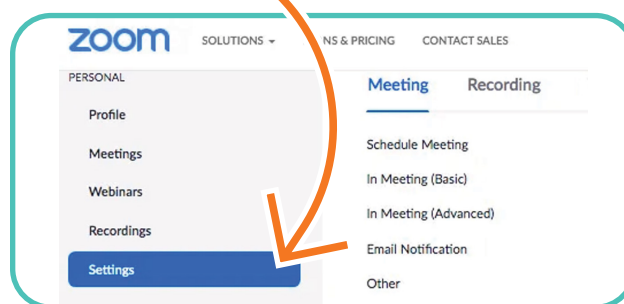 zoom SOLUTIONS NS & PRICING CONTACT SALES
PERSONAL
Profile
Meetings
Webinars
Recordings
Settings
Meeting Recording
Schedule Meeting
In Meeting (Basic)
In Meeting (Advanced)
Email Notification
Other